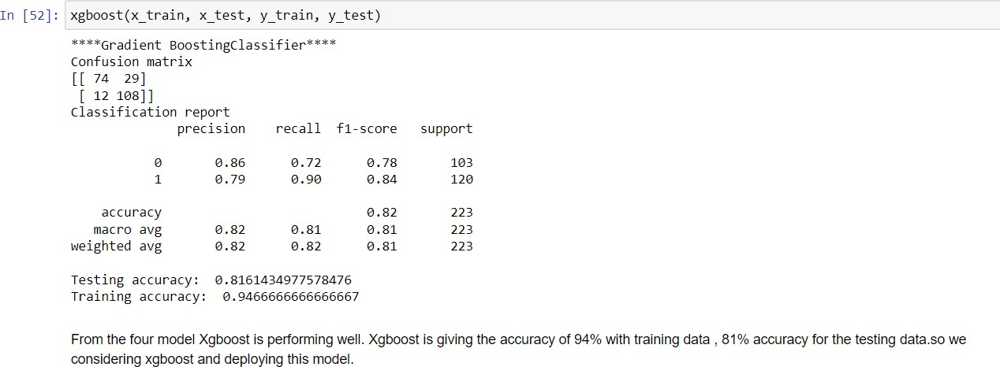 In [52]: xgboost(x_train, x_test, y_train, y_test)
****Gradient BoostingClassifier****
Confusion matrix
[[ 74  29]
 [ 12 108]]
Classification report
              precision    recall  f1-score   support

           0       0.86      0.72      0.78       103
           1       0.79      0.90      0.84       120

    accuracy                           0.82       223
   macro avg       0.82      0.81      0.81       223
weighted avg       0.82      0.82      0.81       223

Testing accuracy:  0.8161434977578476
Training accuracy:  0.9466666666666667
From the four model Xgboost is performing well. Xgboost is giving the accuracy of 94% with training data , 81% accuracy for the testing data.so we
considering xgboost and deploying this model.